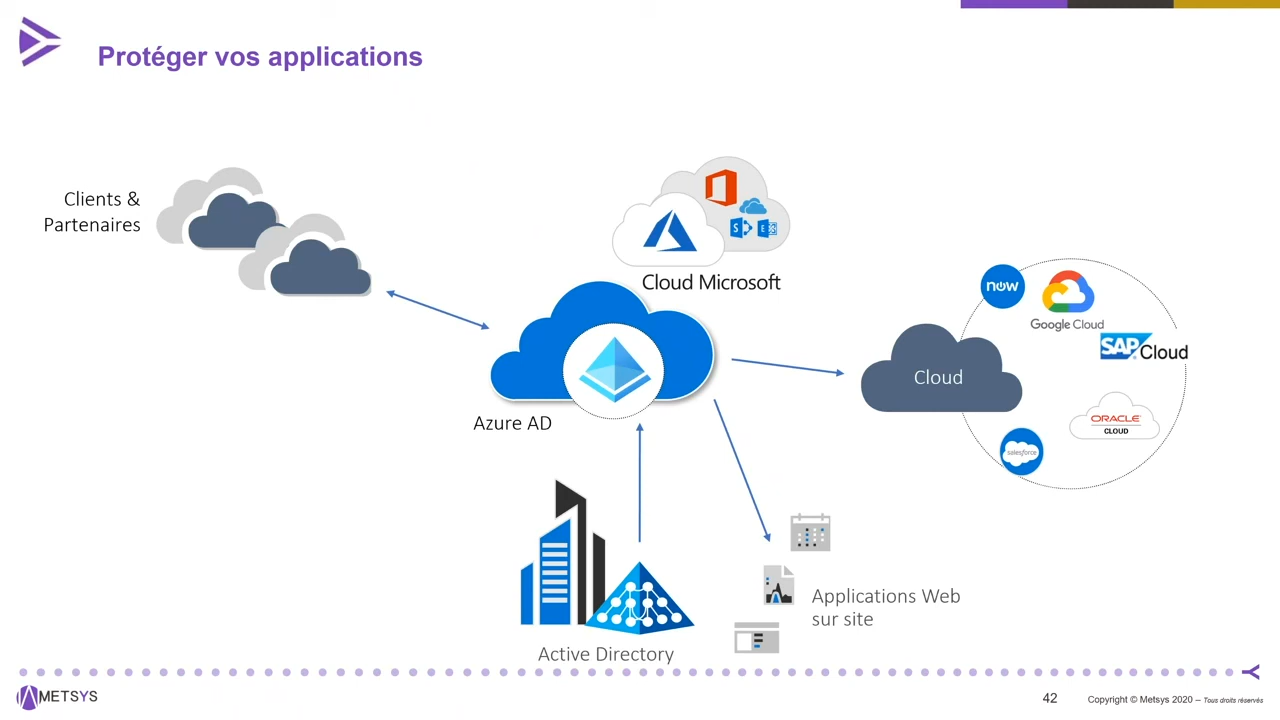 Protéger vos applications
Clients &
Partenaires
S
E
Cloud Microsoft
now
Google Cloud
SAP Cloud
Cloud
ORACLE
CLOUD
salesforce
Azure AD
Applications Web
sur site
Active Directory
METSYS
42
Copyright © Metsys 2020 – Tous droits réservés